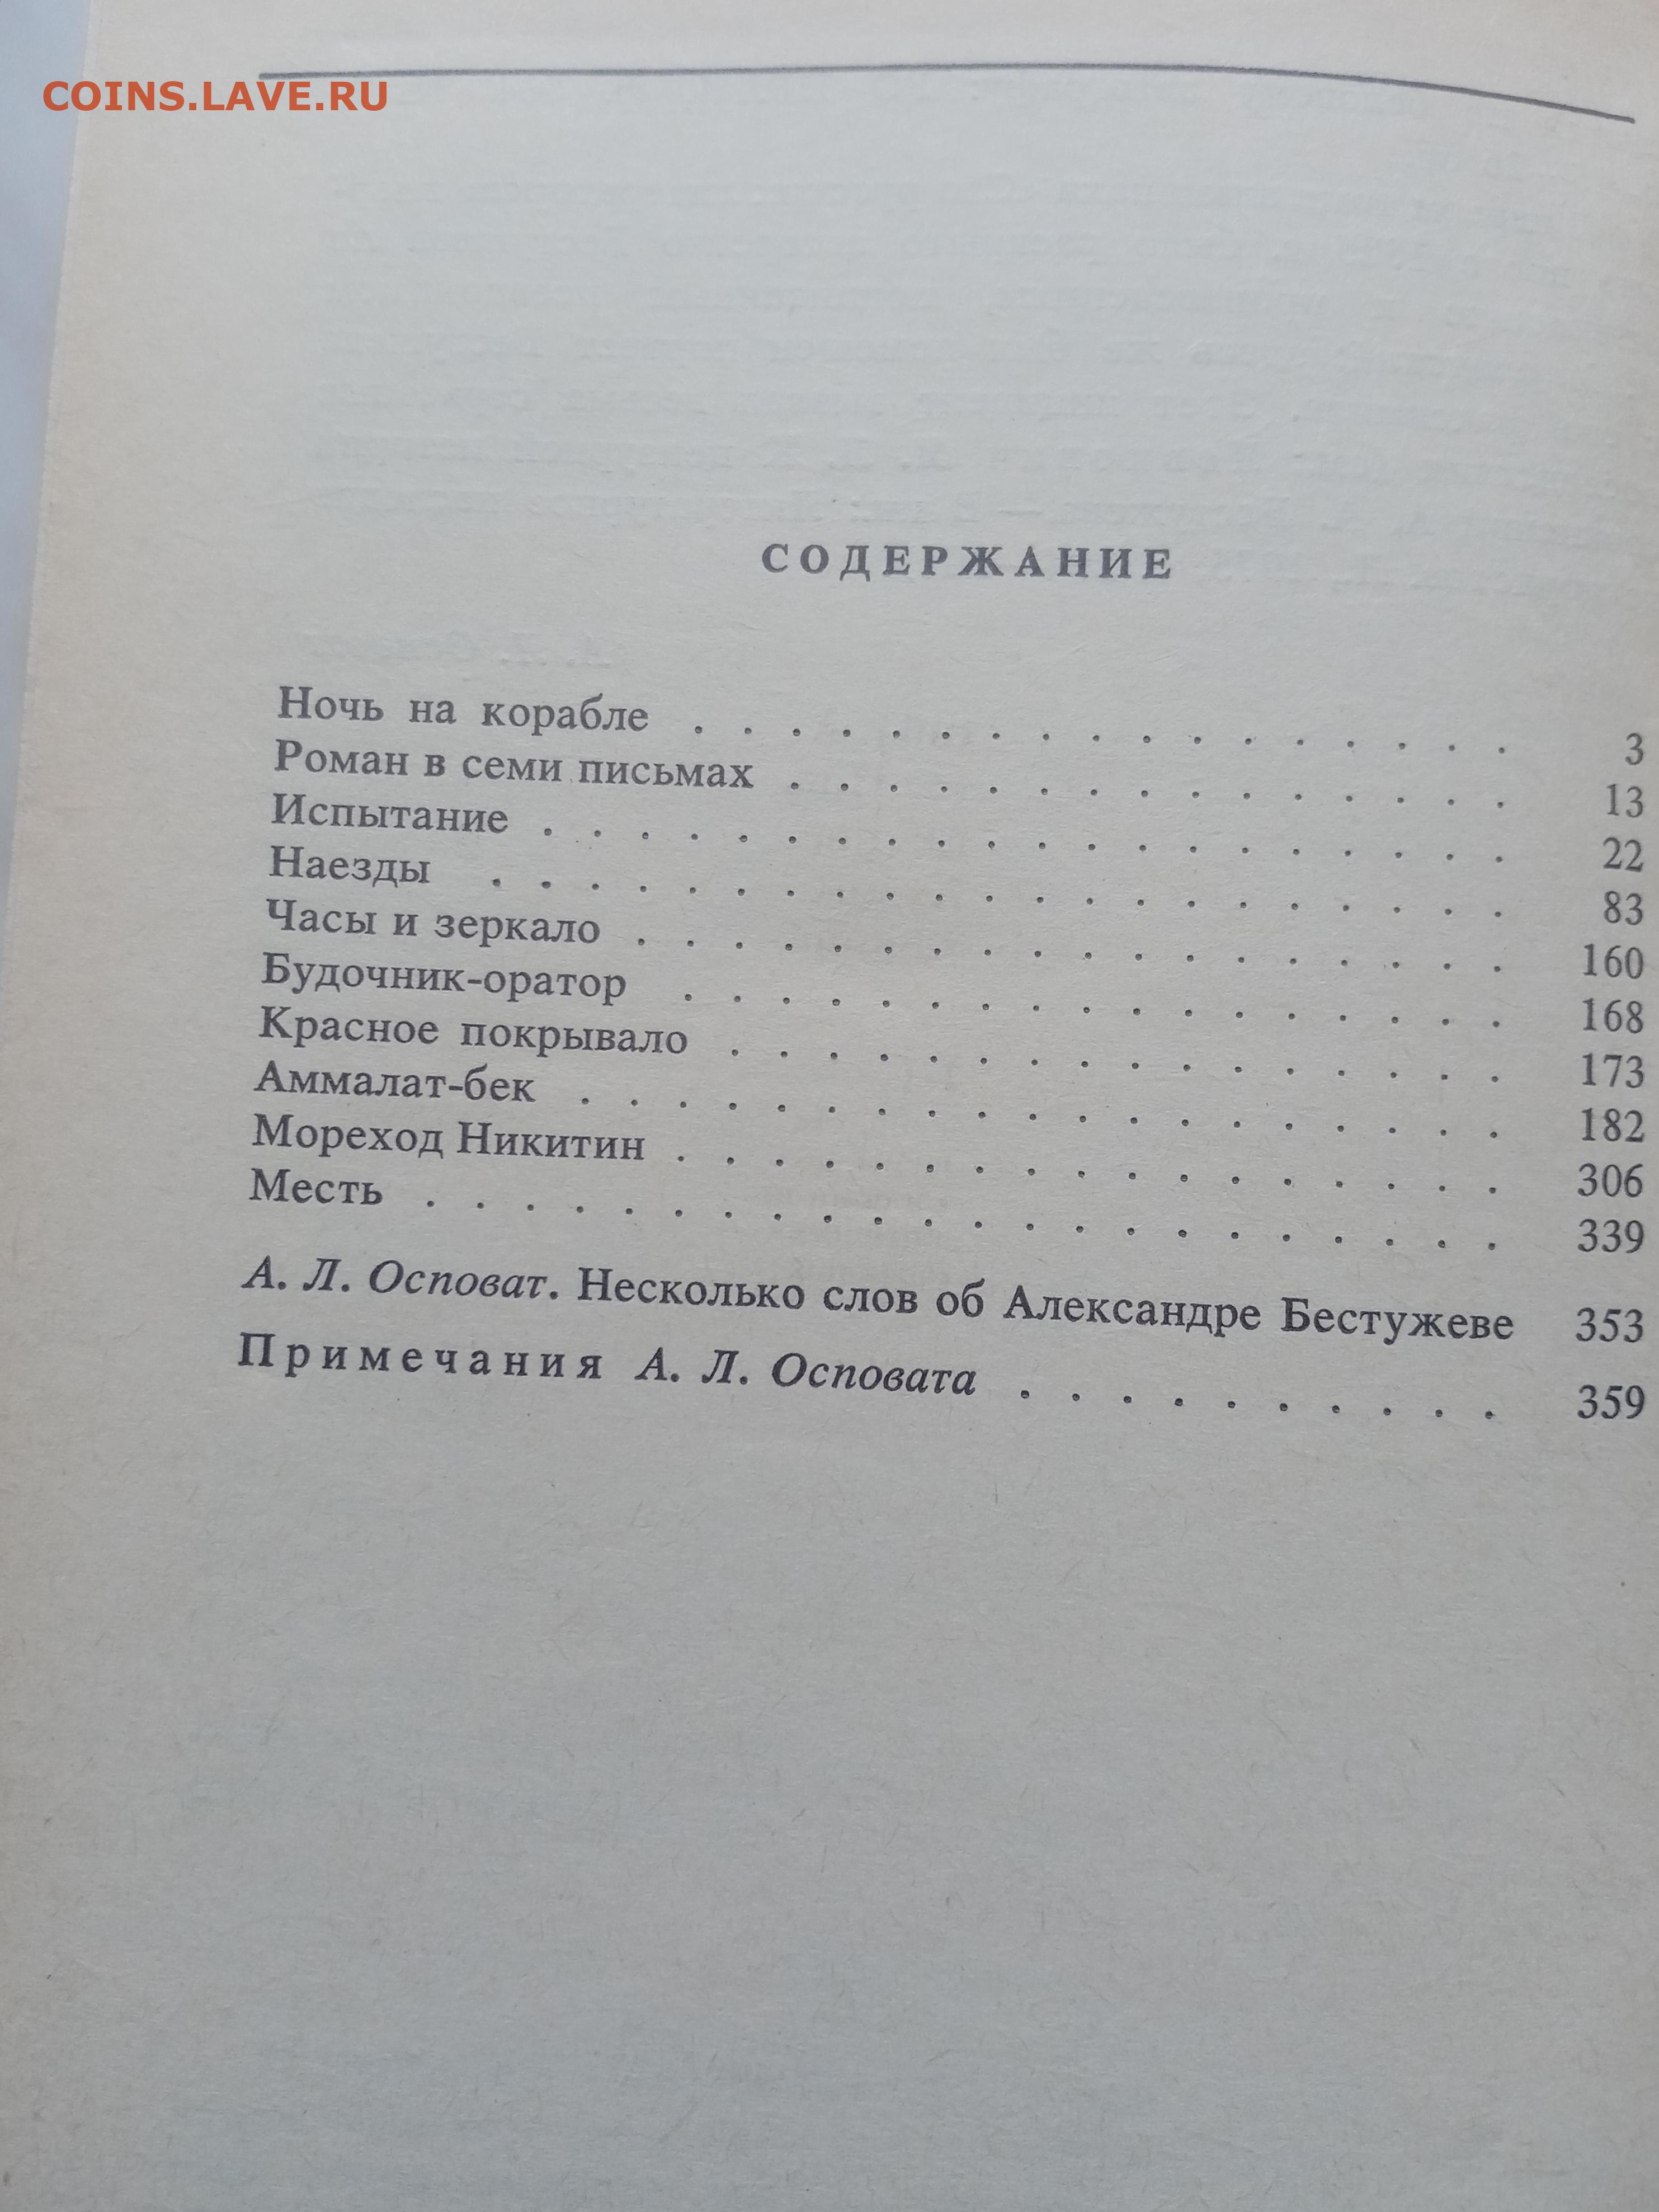 COINS.LAVE.RU
СОДЕРЖАНИЕ
Ночь на корабле . . . . . . . . . . . . . . . . . 3
Роман в семи письмах . . . . . . . . . . . . . . . 13
Испытание . . . . . . . . . . . . . . . . . . . . 22
Наезды . . . . . . . . . . . . . . . . . . . . . 83
Часы и зеркало . . . . . . . . . . . . . . . . . . 160
Будочник-оратор . . . . . . . . . . . . . . . . . 168
Красное покрывало . . . . . . . . . . . . . . . . 173
Аммалат-бек . . . . . . . . . . . . . . . . . . . 182
Мореход Никитин . . . . . . . . . . . . . . . . . 306
Месть . . . . . . . . . . . . . . . . . . . . . . 339
А. Л. Осповат. Несколько слов об Александре Бестужеве 353
Примечания А. Л. Осповата . . . . . . . . . . 359